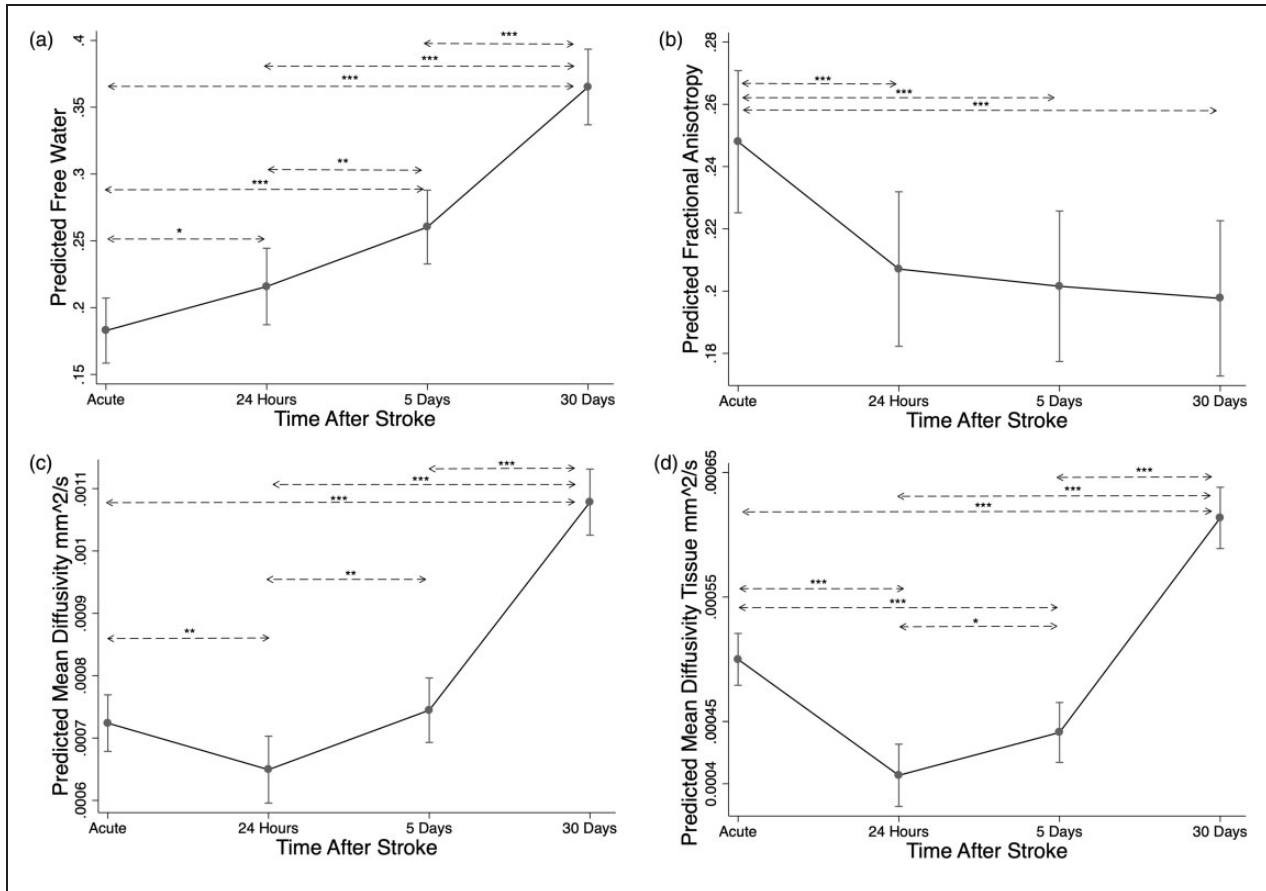 (a)
Predicted Free Water
.4
.35
.3
.25
.2
.15
***
***
***
**
***
*
Acute
24 Hours
5 Days
30 Days
Time After Stroke
(b)
Predicted Fractional Anisotropy
.28
.26
.24
.22
.2
.18
***
***
***
Acute
24 Hours
5 Days
30 Days
Time After Stroke
(c)
Predicted Mean Diffusivity mm^2/s
.0011
.001
.0009
.0008
.0007
.0006
***
***
***
**
**
Acute
24 Hours
5 Days
30 Days
Time After Stroke
(d)
Predicted Mean Diffusivity Tissue mm^2/s
.00065
.00055
.00045
0.0004
***
***
***
***
***
*
Acute
24 Hours
5 Days
30 Days
Time After Stroke